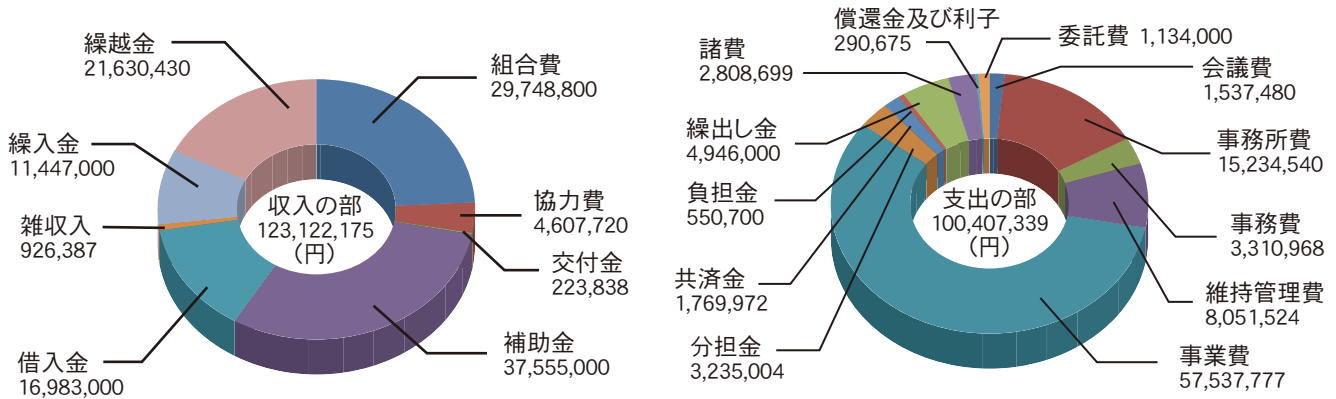 繰越金
21,630,430
組合費
29,748,800
繰入金
11,447,000
協力費
4,607,720
雑収入
926,387
交付金
223,838
借入金
16,983,000
補助金
37,555,000
収入の部
123,122,175
（円）
償還金及び利子
290,675
委託費 1,134,000
諸費
2,808,699
会議費
1,537,480
繰出し金
4,946,000
事務所費
15,234,540
負担金
550,700
事務費
3,310,968
共済金
1,769,972
維持管理費
8,051,524
分担金
3,235,004
事業費
57,537,777
支出の部
100,407,339
（円）